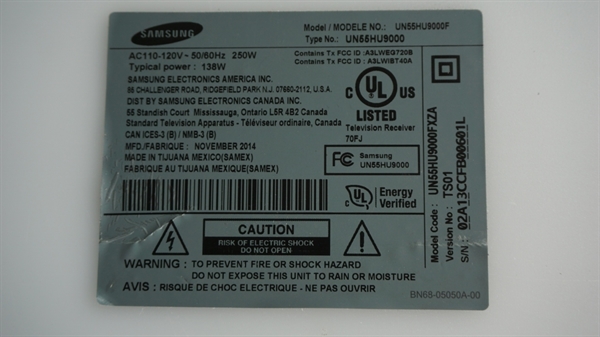 SAMSUNG
Model / MODELE NO.: UN55HU9000F
Type No.: UN55HU9000
AC110-120V~ 50/60Hz 250W
Typical power : 138W
Contains Tx FCC ID : A3LWEG720B
Contains Tx FCC ID : A3LWIBT40A
SAMSUNG ELECTRONICS AMERICA INC.
85 CHALLENGER ROAD, RIDGEFIELD PARK N.J. 07660-2112, U.S.A.
DIST BY SAMSUNG ELECTRONICS CANADA INC.
55 Standish Court Mississauga, Ontario L5R 4B2 Canada
Standard Television Apparatus - Téléviseur ordinaire, Canada
CAN ICES-3 (B) / NMB-3 (B)
MFD./FABRIQUE : NOVEMBER 2014
MADE IN TIJUANA MEXICO(SAMEX)
FABRIQUE AU TIJUANA MEXIQUE(SAMEX)
C UL US
LISTED
Television Receiver
70FJ
FC Samsung
UN55HU9000
C UL US Energy
Verified
Model Code : UN55HU9000FXZA
Version No : TS01
S/N : 02A13CCFB00601L
CAUTION
RISK OF ELECTRIC SHOCK
DO NOT OPEN
WARNING : TO PREVENT FIRE OR SHOCK HAZARD
DO NOT EXPOSE THIS UNIT TO RAIN OR MOISTURE
AVIS : RISQUE DE CHOC ELECTRIQUE - NE PAS OUVRIR
BN68-05050A-00